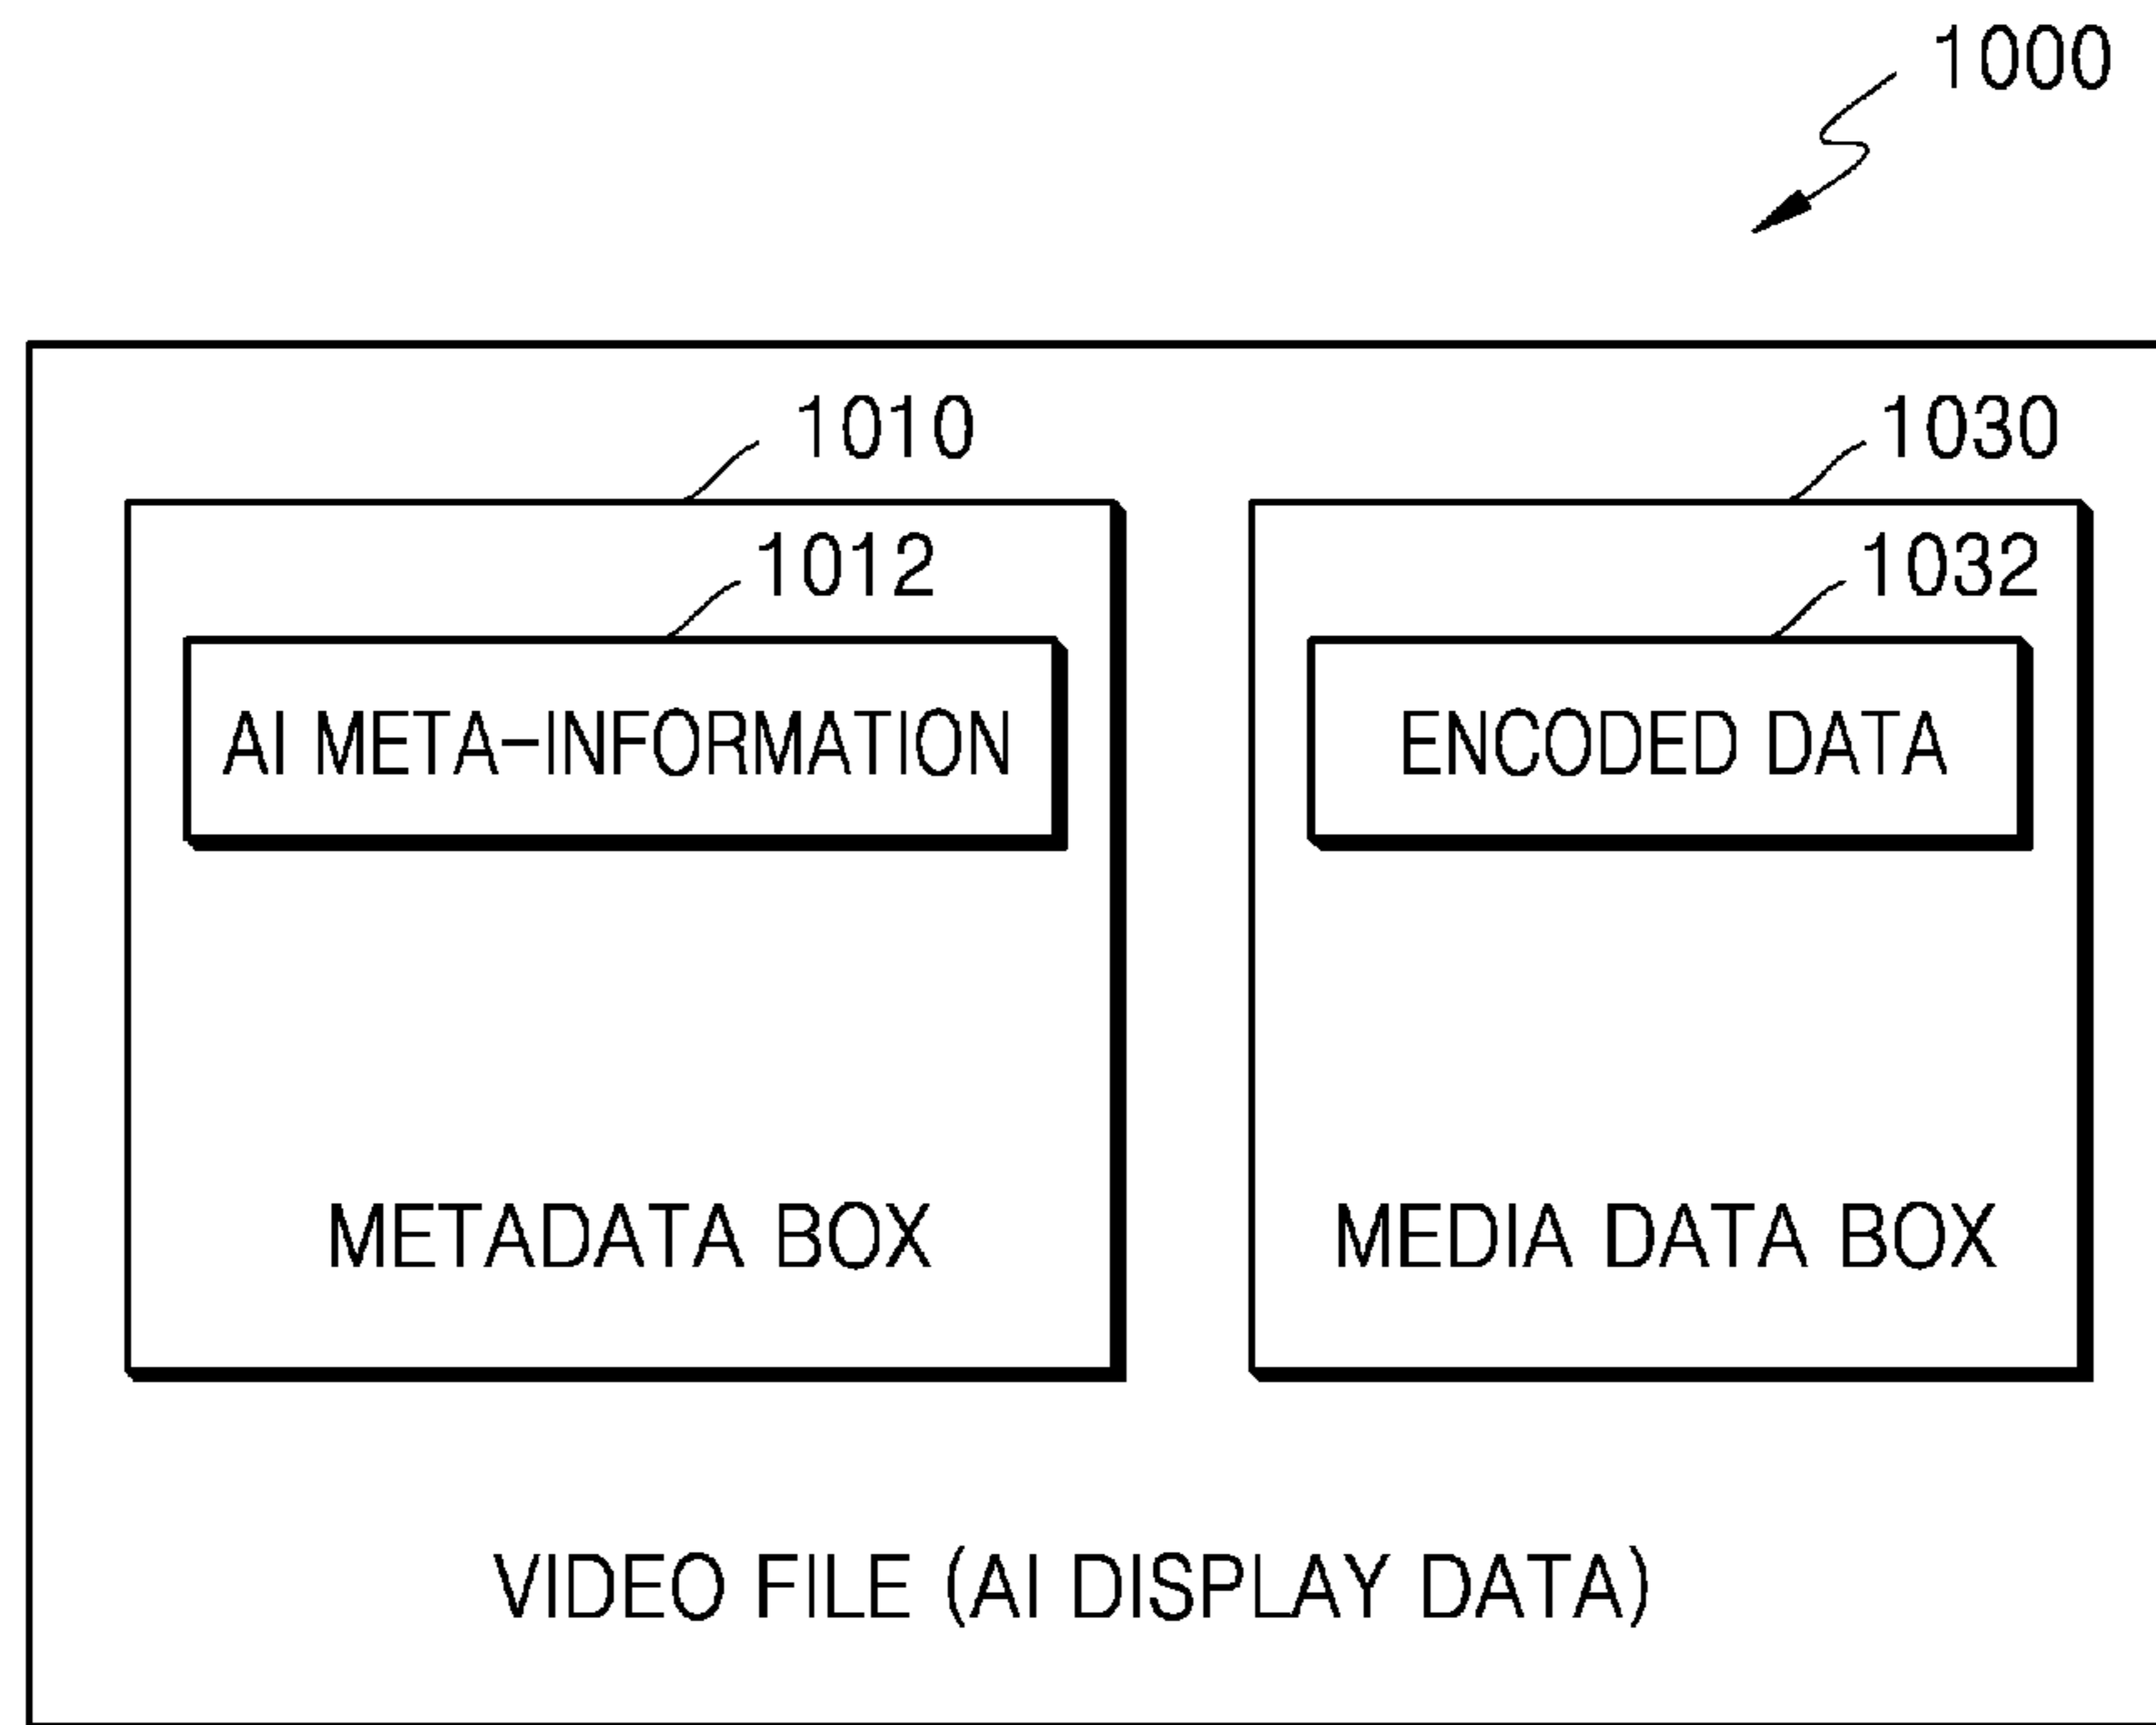 1000
1010
1030
1012
1032
AI META-INFORMATION
ENCODED DATA
METADATA BOX
MEDIA DATA BOX
VIDEO FILE (AI DISPLAY DATA)